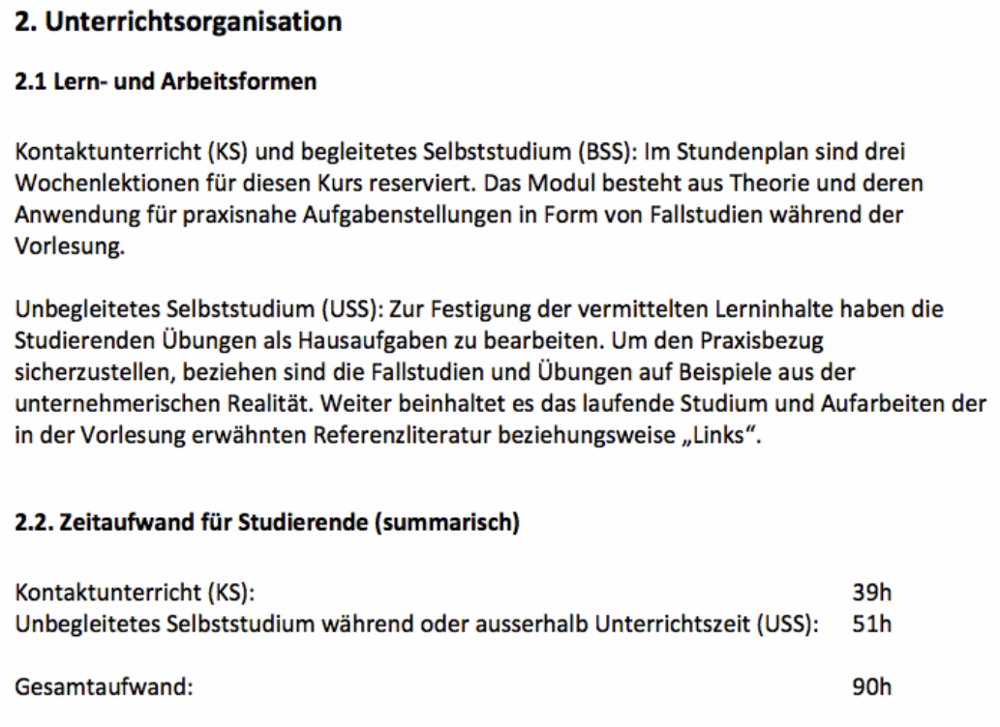 2. Unterrichtsorganisation
2.1 Lern- und Arbeitsformen
Kontaktunterricht (KS) und begleitetes Selbststudium (BSS): Im Stundenplan sind drei
Wochenlektionen für diesen Kurs reserviert. Das Modul besteht aus Theorie und deren
Anwendung für praxisnahe Aufgabenstellungen in Form von Fallstudien während der
Vorlesung.
Unbegleitetes Selbststudium (USS): Zur Festigung der vermittelten Lerninhalte haben die
Studierenden Übungen als Hausaufgaben zu bearbeiten. Um den Praxisbezug
sicherzustellen, beziehen sind die Fallstudien und Übungen auf Beispiele aus der
unternehmerischen Realität. Weiter beinhaltet es das laufende Studium und Aufarbeiten der
in der Vorlesung erwähnten Referenzliteratur beziehungsweise „Links“.
2.2. Zeitaufwand für Studierende (summarisch)
Kontaktunterricht (KS): 39h
Unbegleitetes Selbststudium während oder ausserhalb Unterrichtszeit (USS): 51h
Gesamtaufwand: 90h